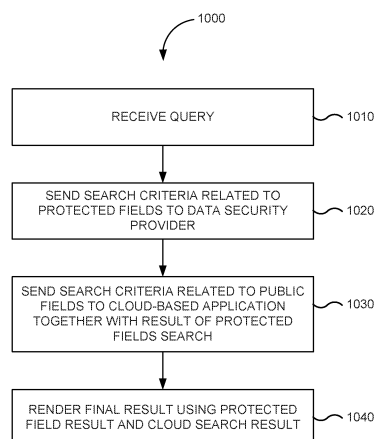 1000
RECEIVE QUERY
1010
SEND SEARCH CRITERIA RELATED TO
PROTECTED FIELDS TO DATA SECURITY
PROVIDER
1020
SEND SEARCH CRITERIA RELATED TO PUBLIC
FIELDS TO CLOUD-BASED APPLICATION
TOGETHER WITH RESULT OF PROTECTED
FIELDS SEARCH
1030
RENDER FINAL RESULT USING PROTECTED
FIELD RESULT AND CLOUD SEARCH RESULT
1040